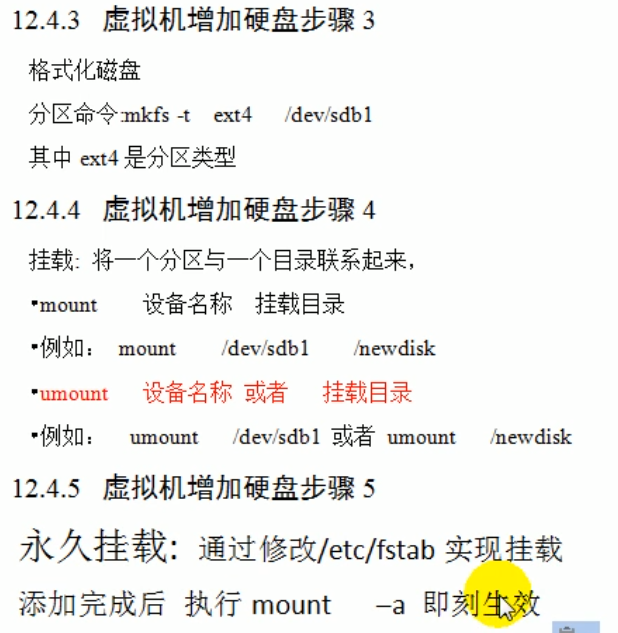 12.4.3 虚拟机增加硬盘步骤 3
格式化磁盘
分区命令:mkfs -t ext4 /dev/sdb1
其中 ext4 是分区类型
12.4.4 虚拟机增加硬盘步骤 4
挂载: 将一个分区与一个目录联系起来，
•mount 设备名称 挂载目录
•例如： mount /dev/sdb1 /newdisk
•umount 设备名称 或者 挂载目录
•例如： umount /dev/sdb1 或者 umount /newdisk
12.4.5 虚拟机增加硬盘步骤 5
永久挂载: 通过修改/etc/fstab 实现挂载
添加完成后 执行 mount –a 即刻生效